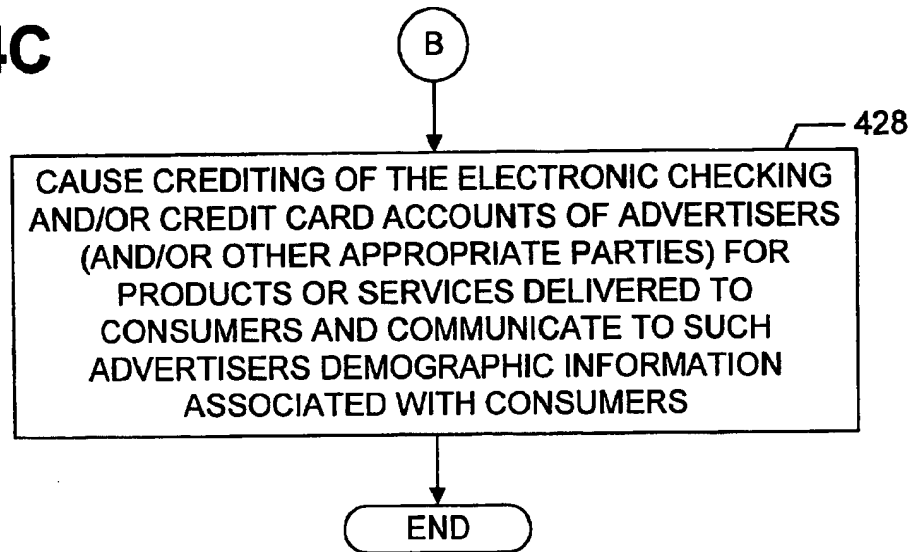 4C
B
428
CAUSE CREDITING OF THE ELECTRONIC CHECKING
AND/OR CREDIT CARD ACCOUNTS OF ADVERTISERS
(AND/OR OTHER APPROPRIATE PARTIES) FOR
PRODUCTS OR SERVICES DELIVERED TO
CONSUMERS AND COMMUNICATE TO SUCH
ADVERTISERS DEMOGRAPHIC INFORMATION
ASSOCIATED WITH CONSUMERS
END